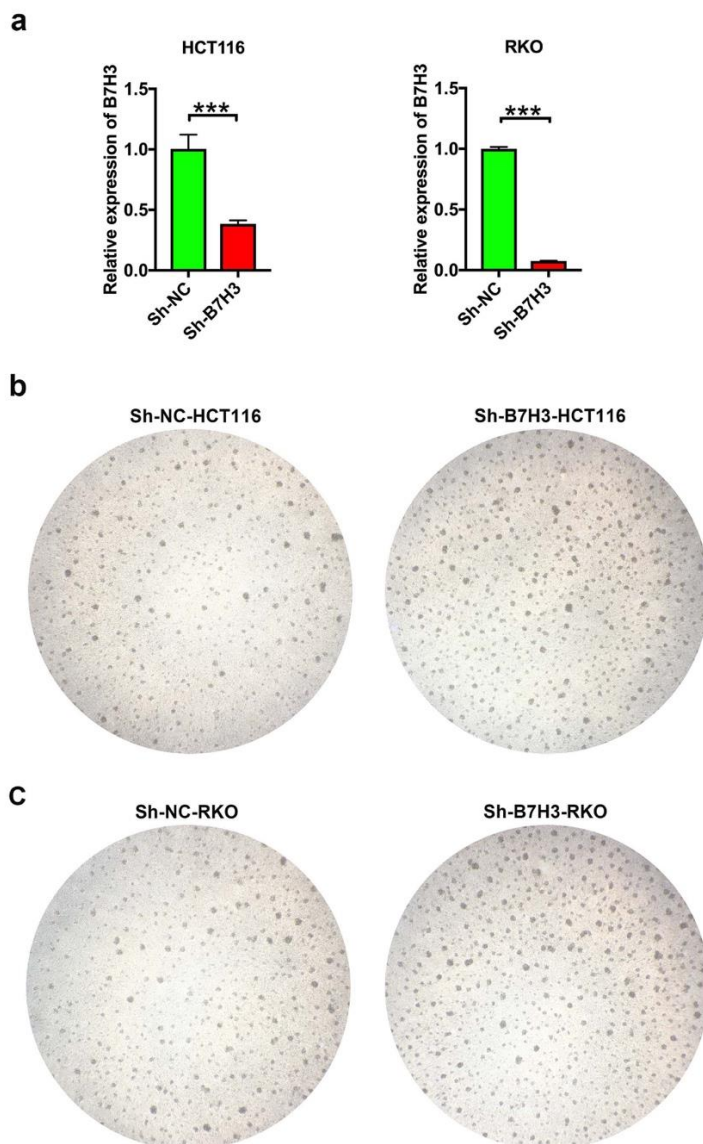 a
HCT116
Relative expression of B7H3
1.5
1.0
0.5
0.0
***
Sh-NC
Sh-B7H3
RKO
Relative expression of B7H3
1.5
1.0
0.5
0.0
***
Sh-NC
Sh-B7H3
b
Sh-NC-HCT116
Sh-B7H3-HCT116
c
Sh-NC-RKO
Sh-B7H3-RKO